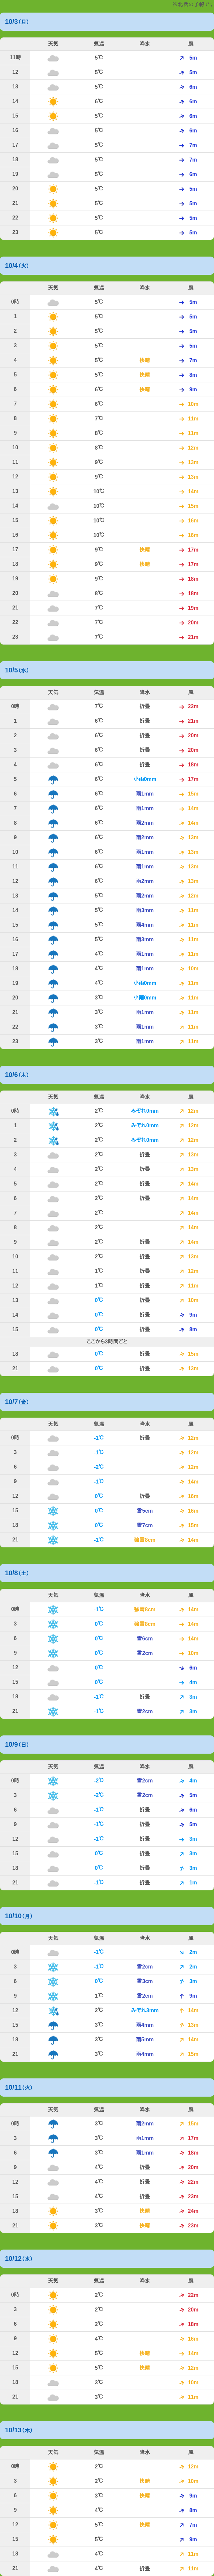 の予報です
10/3(月)
天気 気温 降水 風
11時 5℃ 5m
12 5℃ 5m
13 5℃ 6m
14 6℃ 6m
15 5℃ 6m
16 5℃ 6m
17 5℃ 7m
18 5℃ 7m
19 5℃ 6m
20 5℃ 5m
21 5℃ 5m
22 5℃ 5m
23 5℃ 5m
10/4(火)
天気 気温 降水 風
0時 5℃ 5m
1 5℃ 5m
2 5℃ 5m
3 5℃ 5m
4 5℃ 快晴 7m
5 5℃ 快晴 8m
6 6℃ 快晴 9m
7 6℃ 10m
8 7℃ 11m
9 8℃ 11m
10 8℃ 12m
11 9℃ 13m
12 9℃ 13m
13 10℃ 14m
14 10℃ 15m
15 10℃ 16m
16 10℃ 16m
17 9℃ 快晴 17m
18 9℃ 快晴 17m
19 9℃ 18m
20 8℃ 18m
21 7℃ 19m
22 7℃ 20m
23 7℃ 21m
10/5(水)
天気 気温 降水 風
0時 7℃ 折畳 22m
1 6℃ 折畳 21m
2 6℃ 折畳 20m
3 6℃ 折畳 20m
4 6℃ 折畳 18m
5 6℃ 小雨0mm 17m
6 6℃ 雨1mm 15m
7 6℃ 雨1mm 14m
8 6℃ 雨2mm 14m
9 6℃ 雨2mm 13m
10 6℃ 雨1mm 13m
11 6℃ 雨1mm 13m
12 6℃ 雨2mm 13m
13 5℃ 雨2mm 12m
14 5℃ 雨3mm 11m
15 5℃ 雨4mm 11m
16 5℃ 雨3mm 11m
17 4℃ 雨1mm 11m
18 4℃ 雨1mm 10m
19 4℃ 小雨0mm 11m
20 3℃ 小雨0mm 11m
21 3℃ 雨1mm 11m
22 3℃ 雨1mm 11m
23 3℃ 雨1mm 11m
10/6(木)
天気 気温 降水 風
0時 2℃ みぞれ0mm 12m
1 2℃ みぞれ0mm 12m
2 2℃ みぞれ0mm 12m
3 2℃ 折畳 13m
4 2℃ 折畳 13m
5 2℃ 折畳 14m
6 2℃ 折畳 14m
7 2℃ 14m
8 2℃ 14m
9 2℃ 折畳 14m
10 2℃ 折畳 13m
11 1℃ 折畳 12m
12 1℃ 折畳 11m
13 0℃ 折畳 10m
14 0℃ 折畳 9m
15 0℃ 折畳 8m
ここから3時間ごと
18 0℃ 折畳 15m
21 0℃ 折畳 13m
10/7(金)
天気 気温 降水 風
0時 -1℃ 折畳 12m
3 -1℃ 12m
6 -2℃ 12m
9 -1℃ 14m
12 0℃ 折畳 16m
15 0℃ 雪5cm 16m
18 0℃ 雪7cm 15m
21 -1℃ 強雪8cm 14m
10/8(土)
天気 気温 降水 風
0時 -1℃ 強雪8cm 14m
3 0℃ 強雪8cm 14m
6 0℃ 雪6cm 14m
9 0℃ 雪2cm 10m
12 0℃ 6m
15 0℃ 4m
18 -1℃ 折畳 3m
21 -1℃ 雪2cm 3m
10/9(日)
天気 気温 降水 風
0時 -2℃ 雪2cm 4m
3 -2℃ 雪2cm 5m
6 -1℃ 折畳 6m
9 -1℃ 折畳 5m
12 -1℃ 折畳 3m
15 0℃ 折畳 3m
18 0℃ 折畳 3m
21 -1℃ 折畳 1m
10/10(月)
天気 気温 降水 風
0時 -1℃ 2m
3 -1℃ 雪2cm 2m
6 0℃ 雪3cm 3m
9 1℃ 雪2cm 9m
12 2℃ みぞれ3mm 14m
15 3℃ 雨4mm 13m
18 3℃ 雨5mm 14m
21 3℃ 雨4mm 15m
10/11(火)
天気 気温 降水 風
0時 3℃ 雨2mm 15m
3 3℃ 雨1mm 17m
6 3℃ 雨1mm 18m
9 4℃ 折畳 20m
12 4℃ 折畳 22m
15 4℃ 折畳 23m
18 3℃ 快晴 24m
21 3℃ 快晴 23m
10/12(水)
天気 気温 降水 風
0時 2℃ 22m
3 2℃ 20m
6 2℃ 18m
9 4℃ 16m
12 5℃ 快晴 14m
15 5℃ 快晴 12m
18 3℃ 10m
21 3℃ 11m
10/13(木)
天気 気温 降水 風
0時 2℃ 12m
3 2℃ 快晴 10m
6 3℃ 快晴 9m
9 4℃ 8m
12 5℃ 快晴 7m
15 5℃ 9m
18 4℃ 11m
21 4℃ 折畳 11m